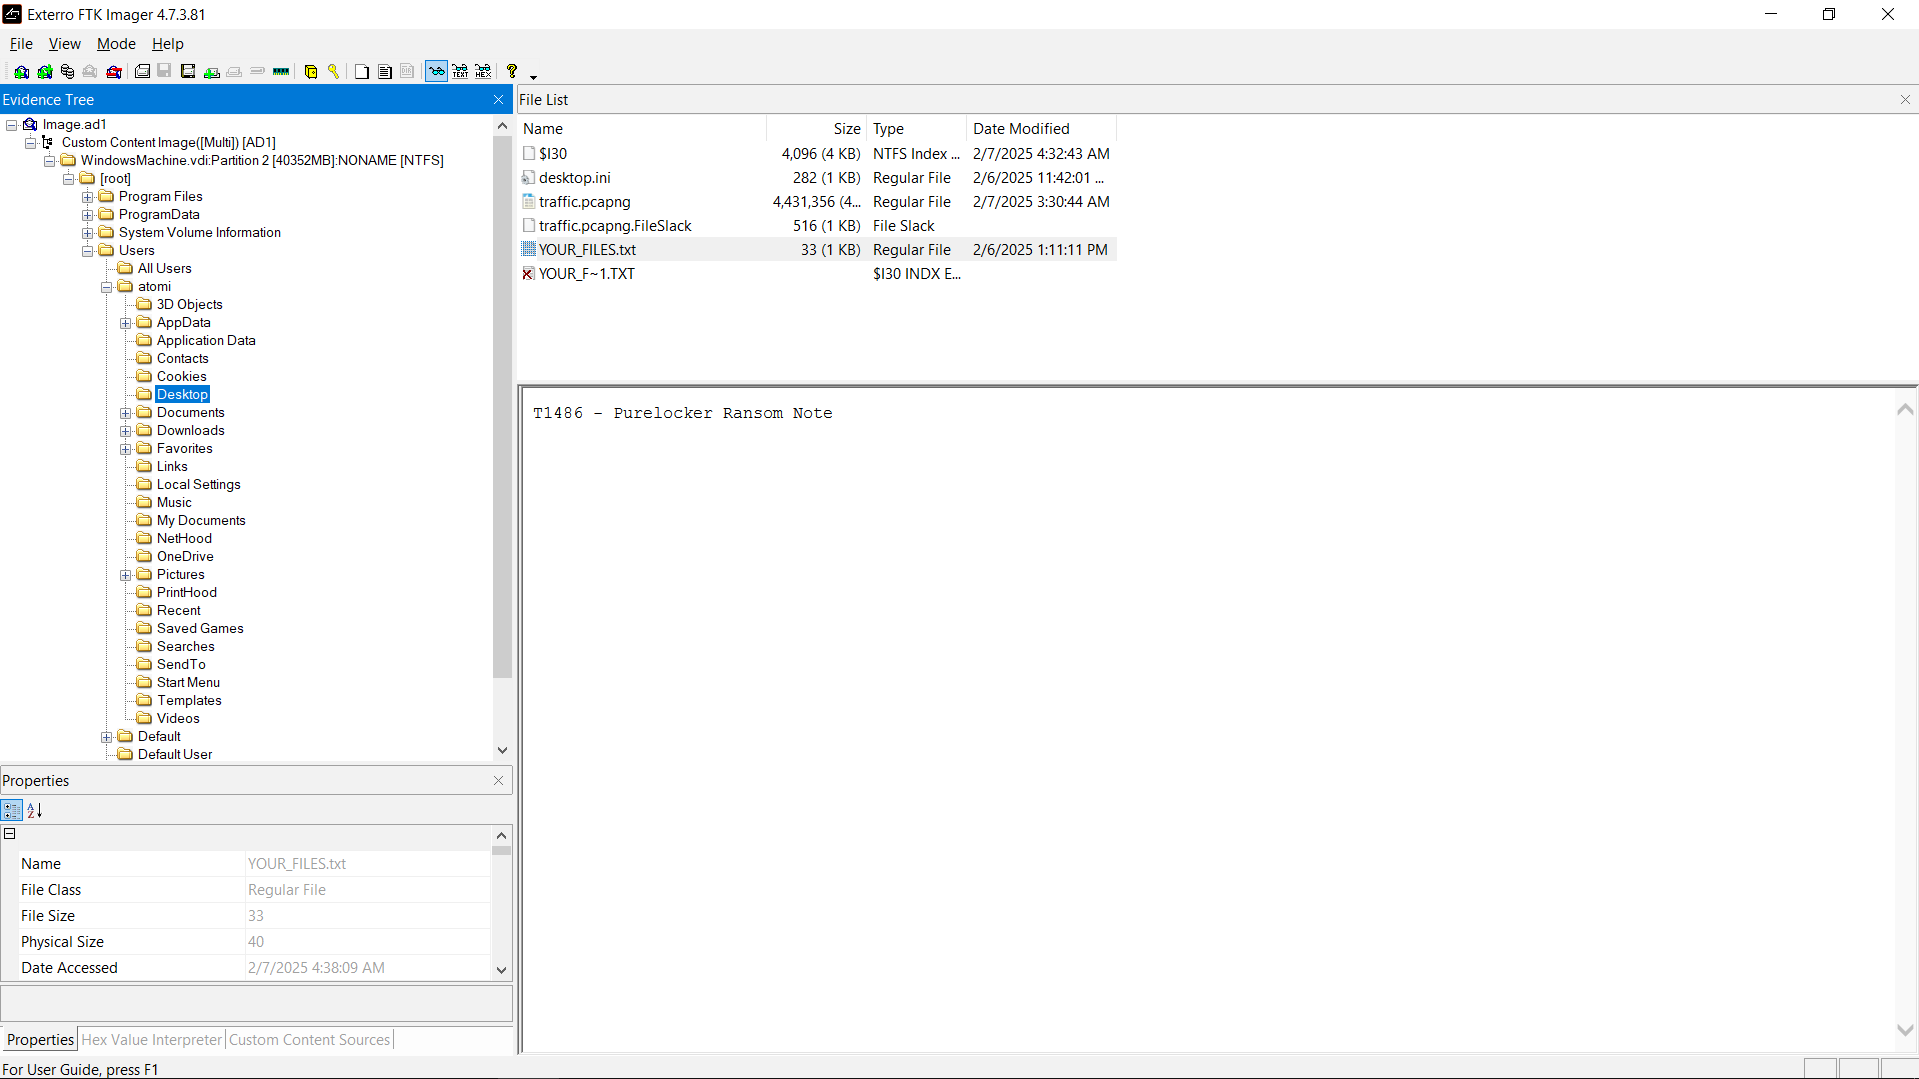 Exterro FTK Imager 4.7.3.81
File View Mode Help
Evidence Tree
Image.ad1
Custom Content Image([Multi]) [AD1]
WindowsMachine.vdi:Partition 2 [40352MB]:NONAME [NTFS]
[root]
Program Files
ProgramData
System Volume Information
Users
All Users
atomi
3D Objects
AppData
Application Data
Contacts
Cookies
Desktop
Documents
Downloads
Favorites
Links
Local Settings
Music
My Documents
NetHood
OneDrive
Pictures
PrintHood
Recent
Saved Games
Searches
SendTo
Start Menu
Templates
Videos
Default
Default User
File List
Name Size Type Date Modified
$I30 4,096 (4 KB) NTFS Index ... 2/7/2025 4:32:43 AM
desktop.ini 282 (1 KB) Regular File 2/6/2025 11:42:01 ...
traffic.pcapng 4,431,356 (4... Regular File 2/7/2025 3:30:44 AM
traffic.pcapng.FileSlack 516 (1 KB) File Slack
YOUR_FILES.txt 33 (1 KB) Regular File 2/6/2025 1:11:11 PM
YOUR_F~1.TXT $I30 INDX E...
T1486 - Purelocker Ransom Note
Properties
Name YOUR_FILES.txt
File Class Regular File
File Size 33
Physical Size 40
Date Accessed 2/7/2025 4:38:09 AM
Properties Hex Value Interpreter Custom Content Sources
For User Guide, press F1